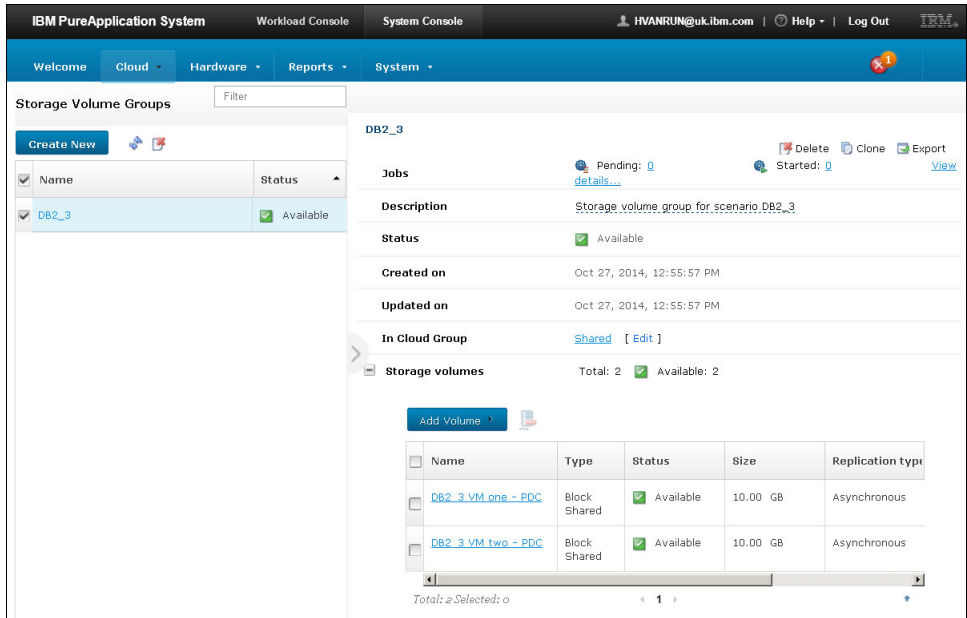 IBM PureApplication System Workload Console System Console HVANRUN@uk.ibm.com | ? Help | Log Out IBM®
Welcome Cloud Hardware Reports System 1
Storage Volume Groups Filter
Create New
Name Status
DB2_3 Available
DB2_3
Delete Clone Export
Jobs Pending: 0 Started: 0 View
details...
Description Storage volume group for scenario DB2_3
Status Available
Created on Oct 27, 2014, 12:55:57 PM
Updated on Oct 27, 2014, 12:55:57 PM
In Cloud Group Shared [ Edit ]
Storage volumes Total: 2 Available: 2
Add Volume
Name Type Status Size Replication type
DB2_3 VM one - PDC Block Available 10.00 GB Asynchronous
Shared
DB2_3 VM two - PDC Block Available 10.00 GB Asynchronous
Shared
Total: 2 Selected: 0 1